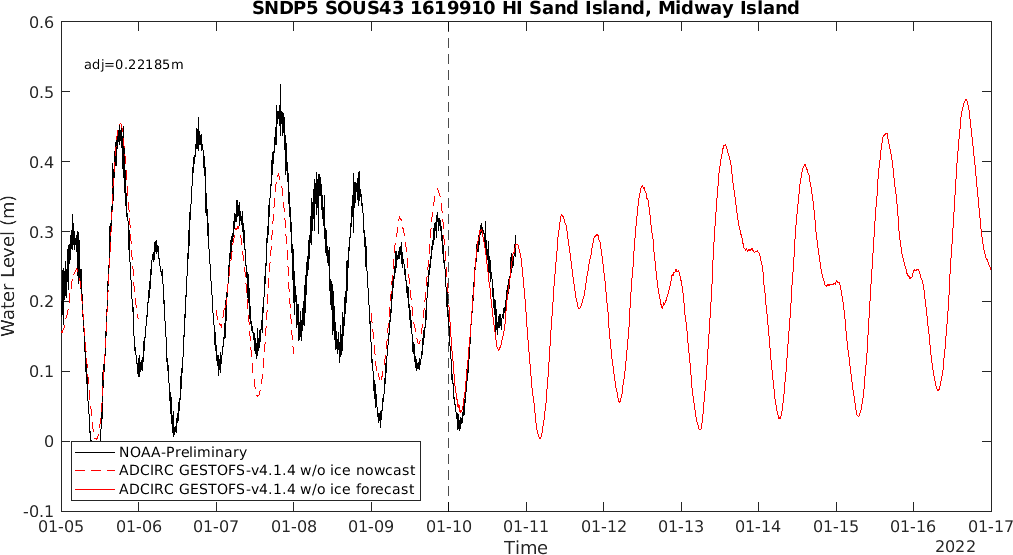 SNDP5 SOUS43 1619910 HI Sand Island, Midway Island
0.6
adj=0.22185m
0.5
0.4
0.3
0.2
0.1
0
-0.1
Water Level (m)
NOAA-Preliminary
ADCIRC GESTOFS-v4.1.4 w/o ice nowcast
ADCIRC GESTOFS-v4.1.4 w/o ice forecast
01-05 01-06 01-07 01-08 01-09 01-10 01-11 01-12 01-13 01-14 01-15 01-16 01-17
Time
2022